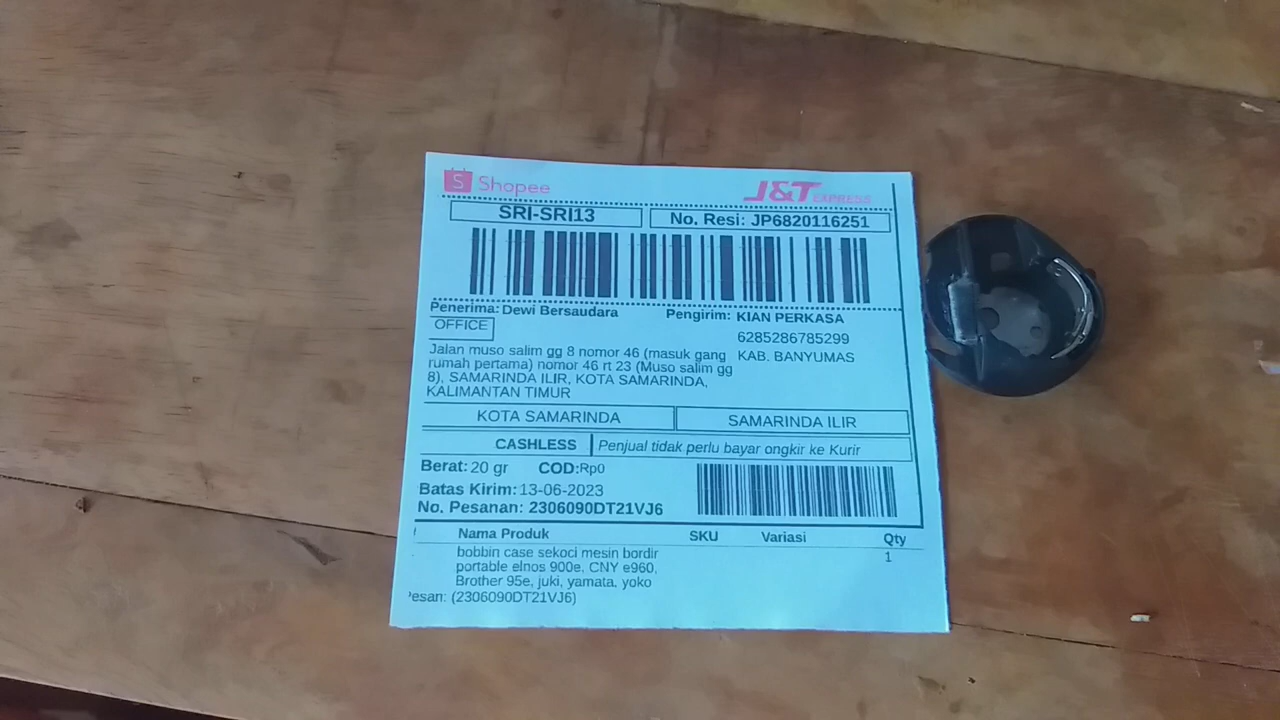 S Shopee
J&T EXPRESS
SRI-SRI13
No. Resi: JP6820116251
Penerima: Dewi Bersaudara
OFFICE
Jalan muso salim gg 8 nomor 46 (masuk gang
rumah pertama) nomor 46 rt 23 (Muso salim gg
8), SAMARINDA ILIR, KOTA SAMARINDA,
KALIMANTAN TIMUR
Pengirim: KIAN PERKASA
6285286785299
KAB. BANYUMAS
KOTA SAMARINDA
SAMARINDA ILIR
CASHLESS
Penjual tidak perlu bayar ongkir ke Kurir
Berat: 20 gr COD:Rp0
Batas Kirim: 13-06-2023
No. Pesanan: 2306090DT21VJ6
Nama Produk SKU Variasi Qty
bobbin case sekoci mesin bordir 1
portable elnos 900e, CNY e960,
Brother 95e, juki, yamata, yoko
esan: (2306090DT21VJ6)